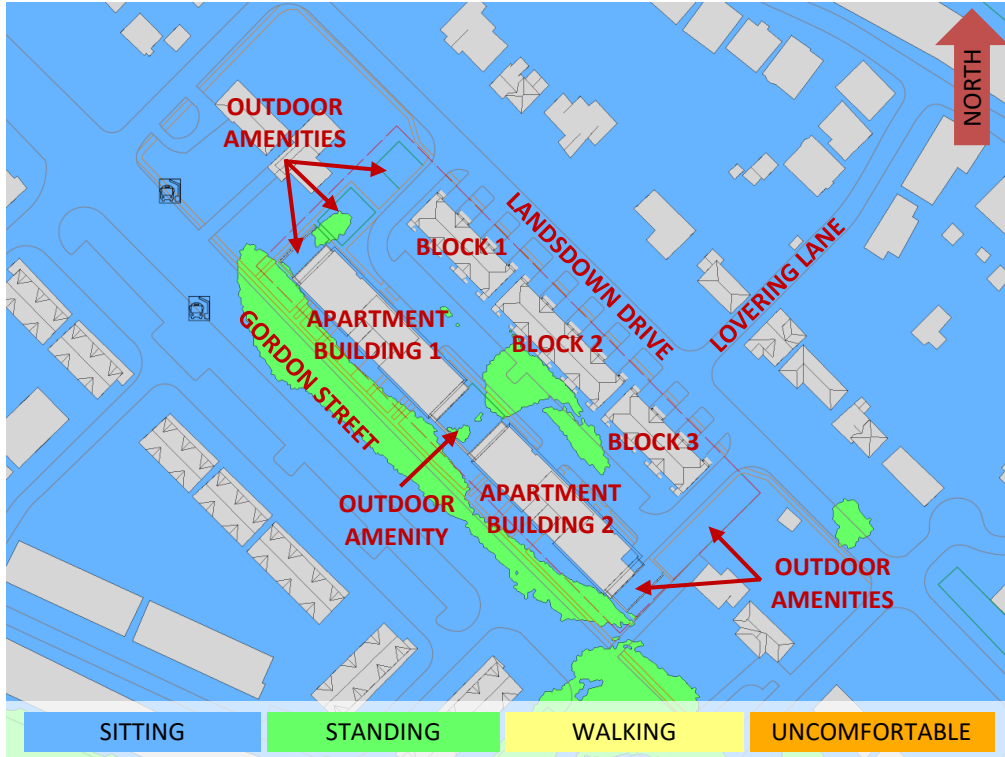 NORTH
OUTDOOR
AMENITIES
BLOCK 1
LANDSDOWN DRIVE
LOVERING LANE
GORDON STREET
APARTMENT
BUILDING 1
BLOCK 2
BLOCK 3
OUTDOOR
AMENITY
APARTMENT
BUILDING 2
OUTDOOR
AMENITIES
SITTING
STANDING
WALKING
UNCOMFORTABLE